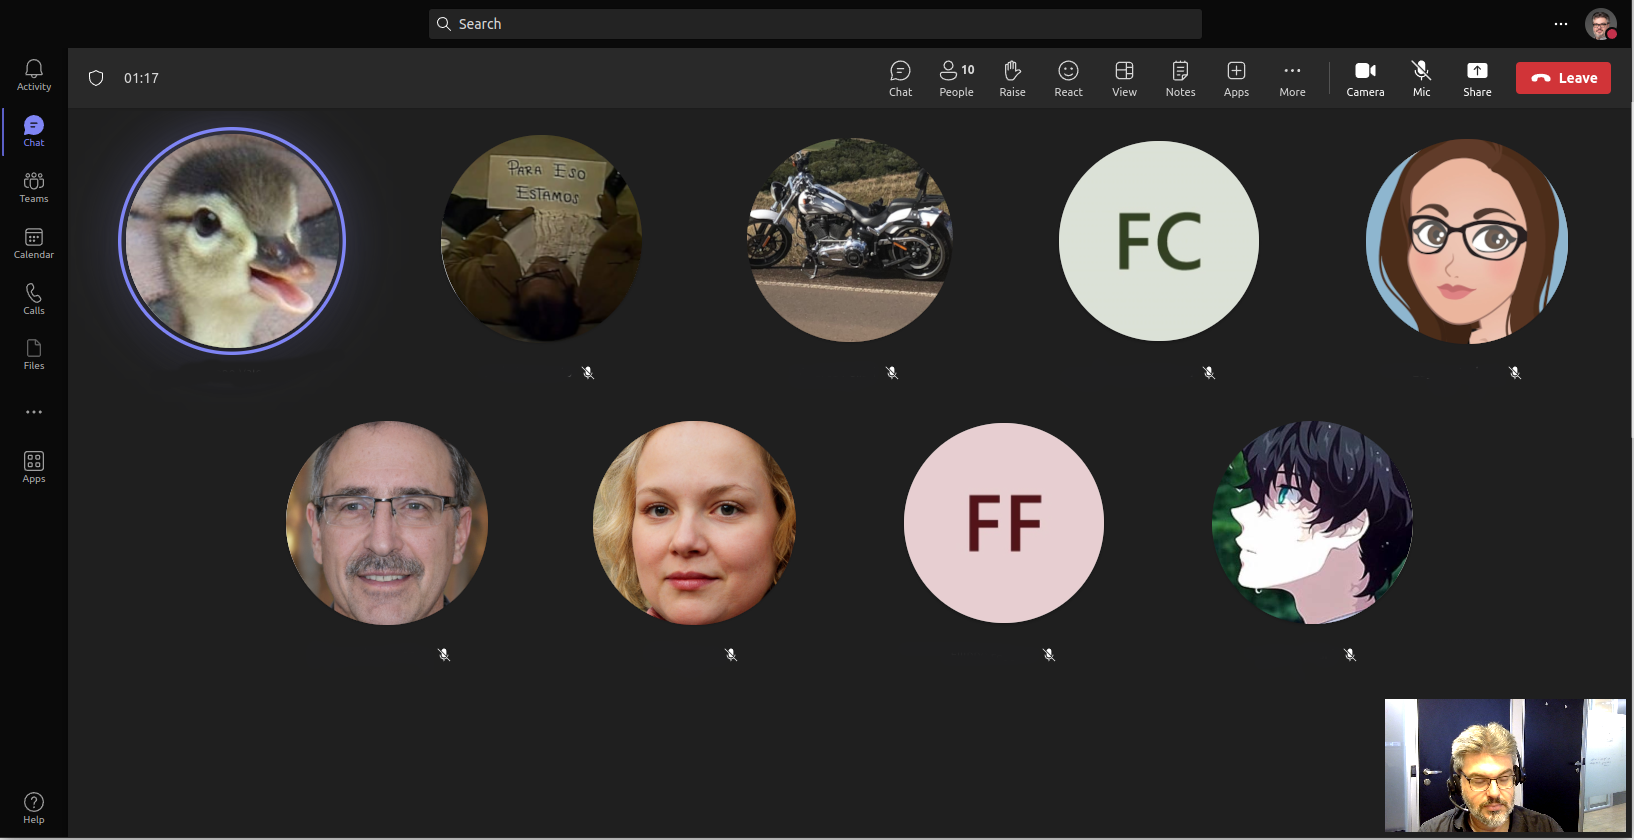 Search
Activity
Chat
Teams
Calendar
Calls
Files
Apps
Help
01:17
Chat
10
People
Raise
React
View
Notes
Apps
More
Camera
Mic
Share
Leave
PARA ESO
ESTAMOS
FC
FF